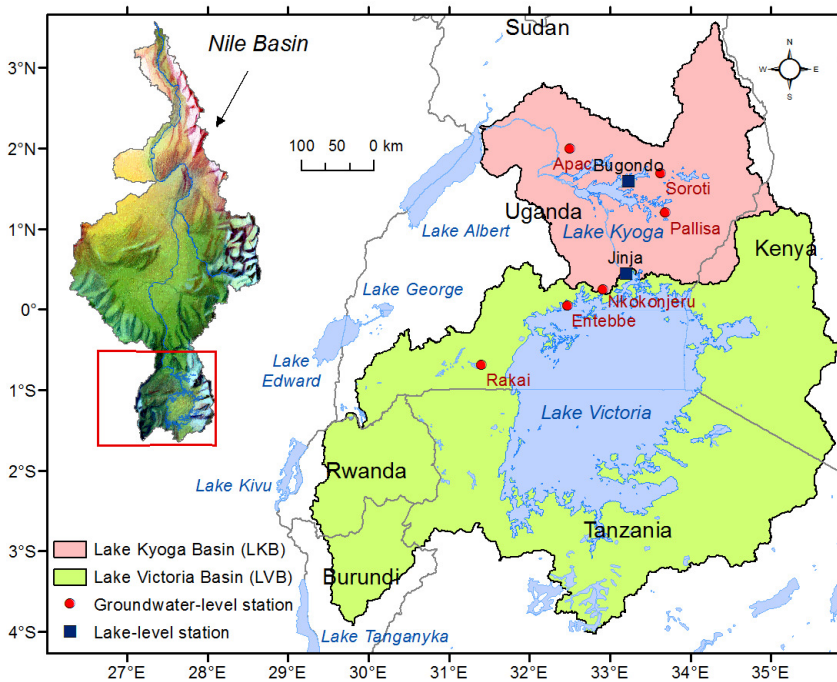 Nile Basin
Sudan
N
W
E
S
3°N
2°N
1°N
0°
1°S
2°S
3°S
4°S
100 50 0 km
Apac
Bugondo
Soroti
Uganda
Lake Kyoga
Pallisa
Lake Albert
Kenya
Jinja
Lake George
Nkokonjeru
Entebbe
Lake
Edward
Rakai
Lake Victoria
Rwanda
Lake Kivu
Tanzania
Lake Kyoga Basin (LKB)
Lake Victoria Basin (LVB)
Burundi
Groundwater-level station
Lake-level station
Lake Tanganyka
27°E 28°E 29°E 30°E 31°E 32°E 33°E 34°E 35°E